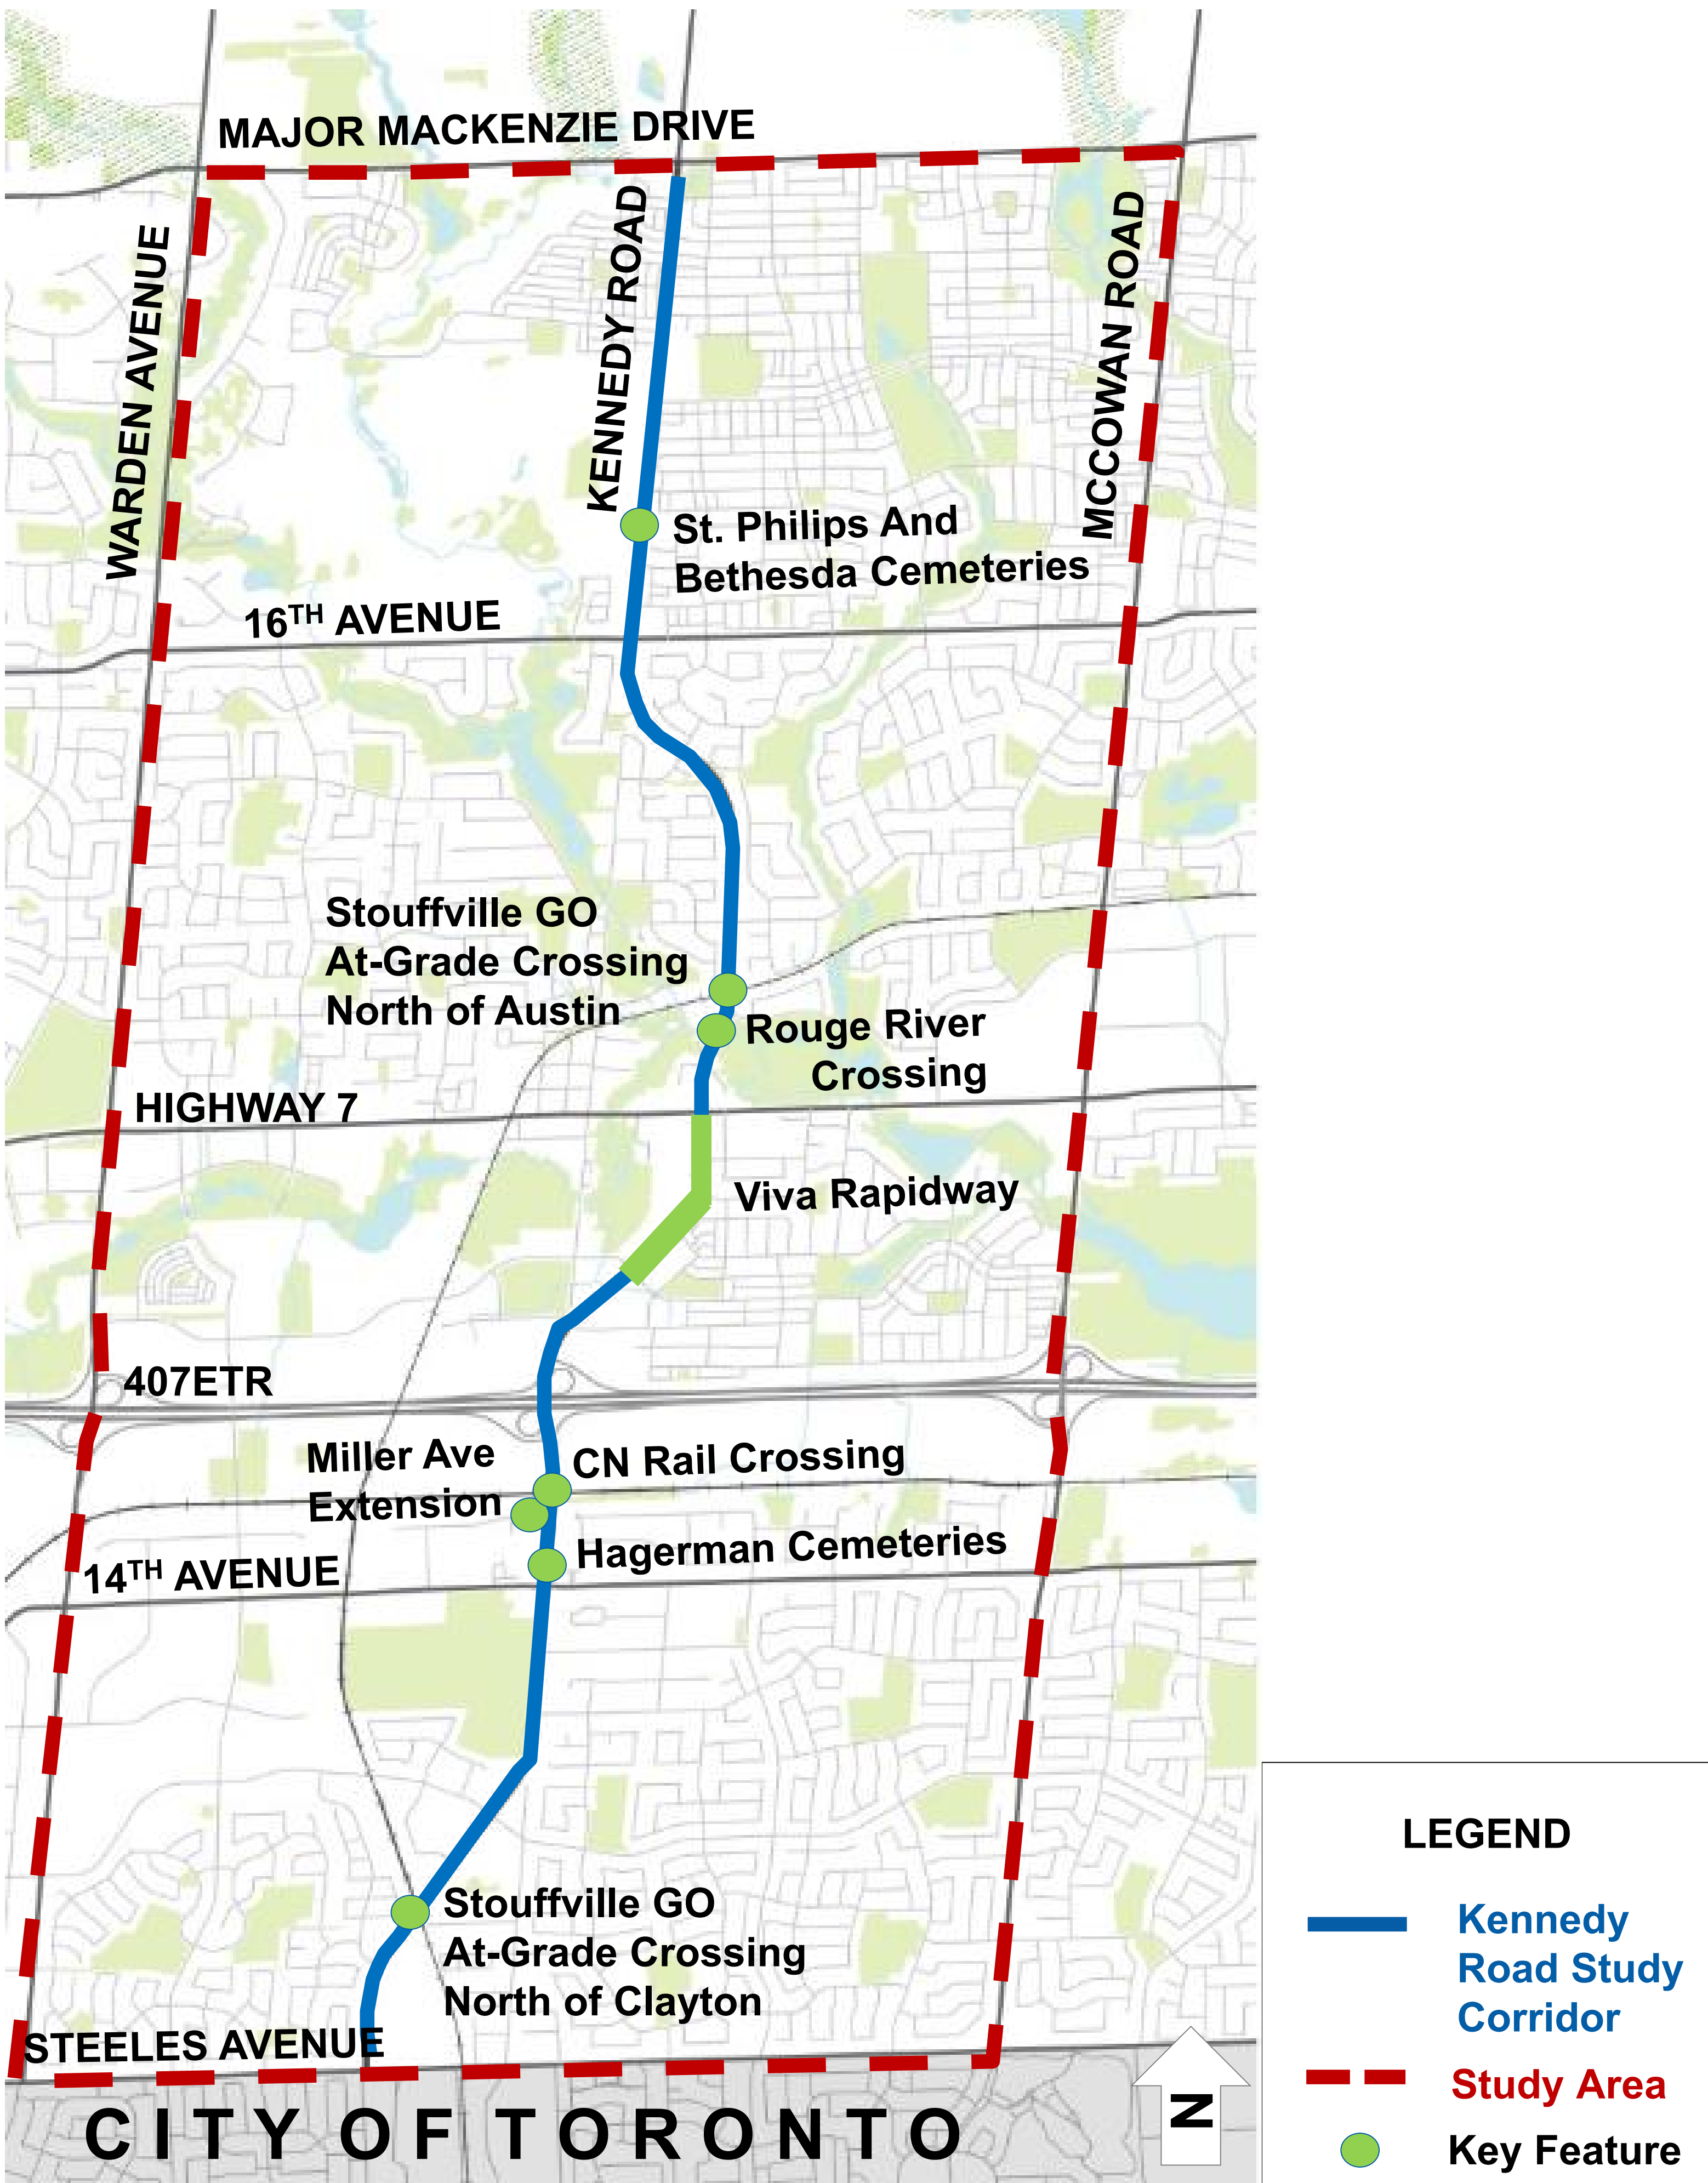 MAJOR MACKENZIE DRIVE
WARDEN AVENUE
KENNEDY ROAD
MCCOWAN ROAD
St. Philips And
Bethesda Cemeteries
16TH AVENUE
Stouffville GO
At-Grade Crossing
North of Austin
Rouge River
Crossing
HIGHWAY 7
Viva Rapidway
407ETR
Miller Ave
Extension
CN Rail Crossing
Hagerman Cemeteries
14TH AVENUE
Stouffville GO
At-Grade Crossing
North of Clayton
STEELES AVENUE
CITY OF TORONTO
N
LEGEND
Kennedy
Road Study
Corridor
Study Area
Key Feature